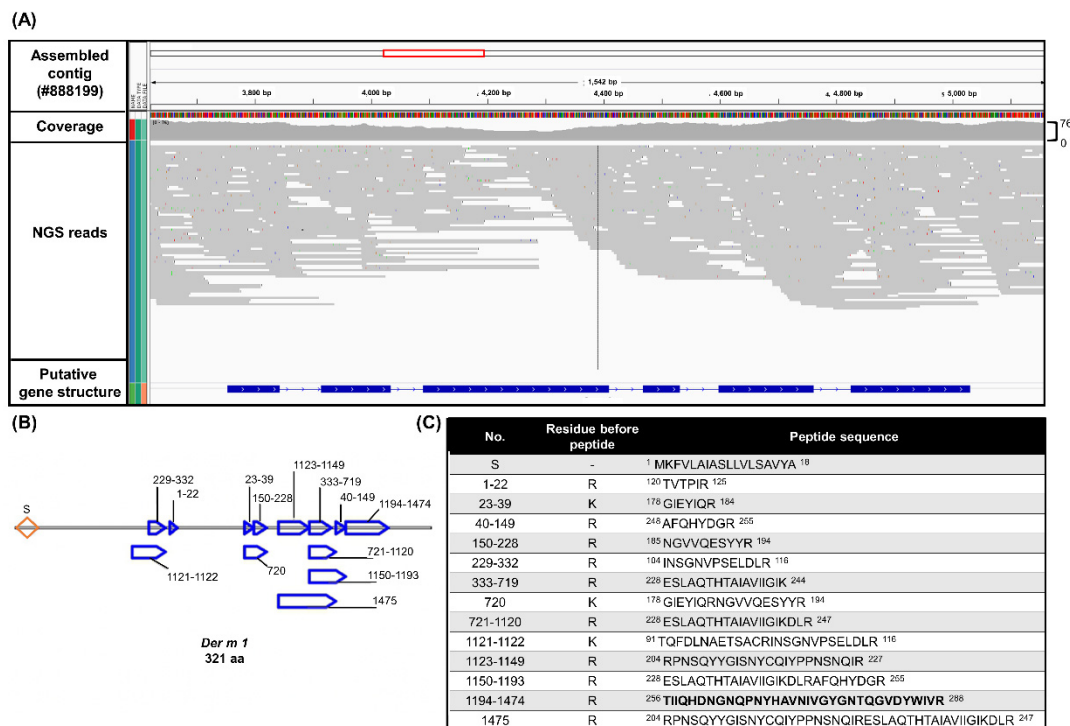 (A)
Assembled
contig
(#888199)
NAME
DATA TYPE
DATA FILE
1,542 bp
3,800 bp
4,000 bp
4,200 bp
4,400 bp
4,600 bp
4,800 bp
5,000 bp
Coverage
76
0
NGS reads
Putative
gene structure
(B)
1123-1149
229-332
23-39
333-719
1-22
150-228
40-149
1194-1474
S
721-1120
1121-1122
720
1150-1193
1475
Der m 1
321 aa
(C)
No. Residue before peptide Peptide sequence
S - 1 MKFVLAIASLLVLSAVYA 18
1-22 R 120 TVTPIR 125
23-39 K 178 GIEYIQR 184
40-149 R 248 AFQHYDGR 255
150-228 R 185 NGVVQESYYR 194
229-332 R 104 INSGNVPSELDLR 116
333-719 R 228 ESLAQTHTAIAVIIGIK 244
720 K 178 GIEYIQRNGVVQESYYR 194
721-1120 R 228 ESLAQTHTAIAVIIGIKDLR 247
1121-1122 K 91 TQFDLNAETSACRINSGNVPSELDLR 116
1123-1149 R 204 RPNSQYYGISNYCQIYPPNSNQIR 227
1150-1193 R 228 ESLAQTHTAIAVIIGIKDLRAFQHYDGR 255
1194-1474 R 256 TIIQHDNGNQPNYHAVNIVGYGNTQGVDYWIVR 288
1475 R 204 RPNSQYYGISNYCQIYPPNSNQIRESLAQTHTAIAVIIGIKDLR 247